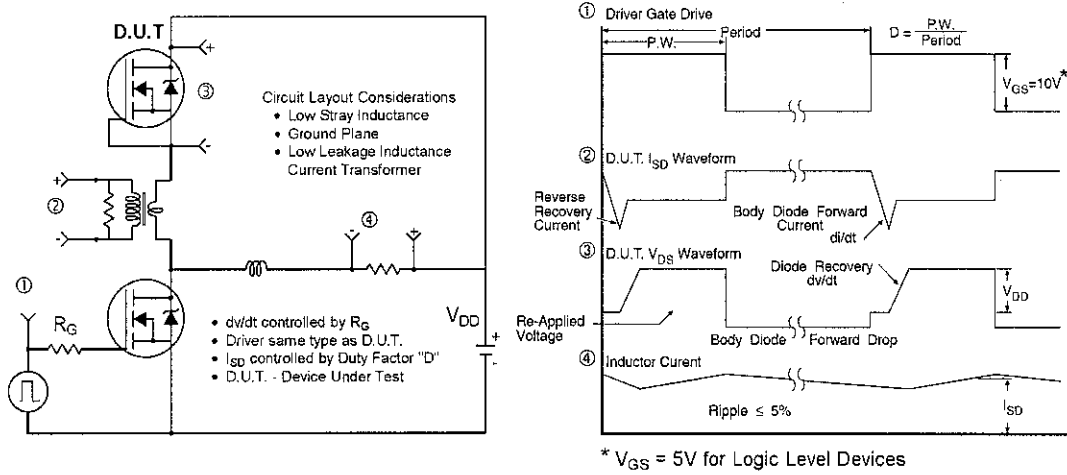 D.U.T
+
③
-
Circuit Layout Considerations
• Low Stray Inductance
• Ground Plane
• Low Leakage Inductance
Current Transformer
+
②
-
④
-
+
①
R_G
V_DD
+
-
• dv/dt controlled by R_G
• Driver same type as D.U.T.
• I_SD controlled by Duty Factor "D"
• D.U.T. - Device Under Test
① Driver Gate Drive
Period
P.W.
D = P.W. / Period
V_GS=10V*
② D.U.T. I_SD Waveform
Reverse
Recovery
Current
Body Diode Forward
Current
di/dt
③ D.U.T. V_DS Waveform
Diode Recovery
dv/dt
V_DD
Re-Applied
Voltage
Body Diode Forward Drop
④ Inductor Curent
Ripple ≤ 5%
I_SD
* V_GS = 5V for Logic Level Devices